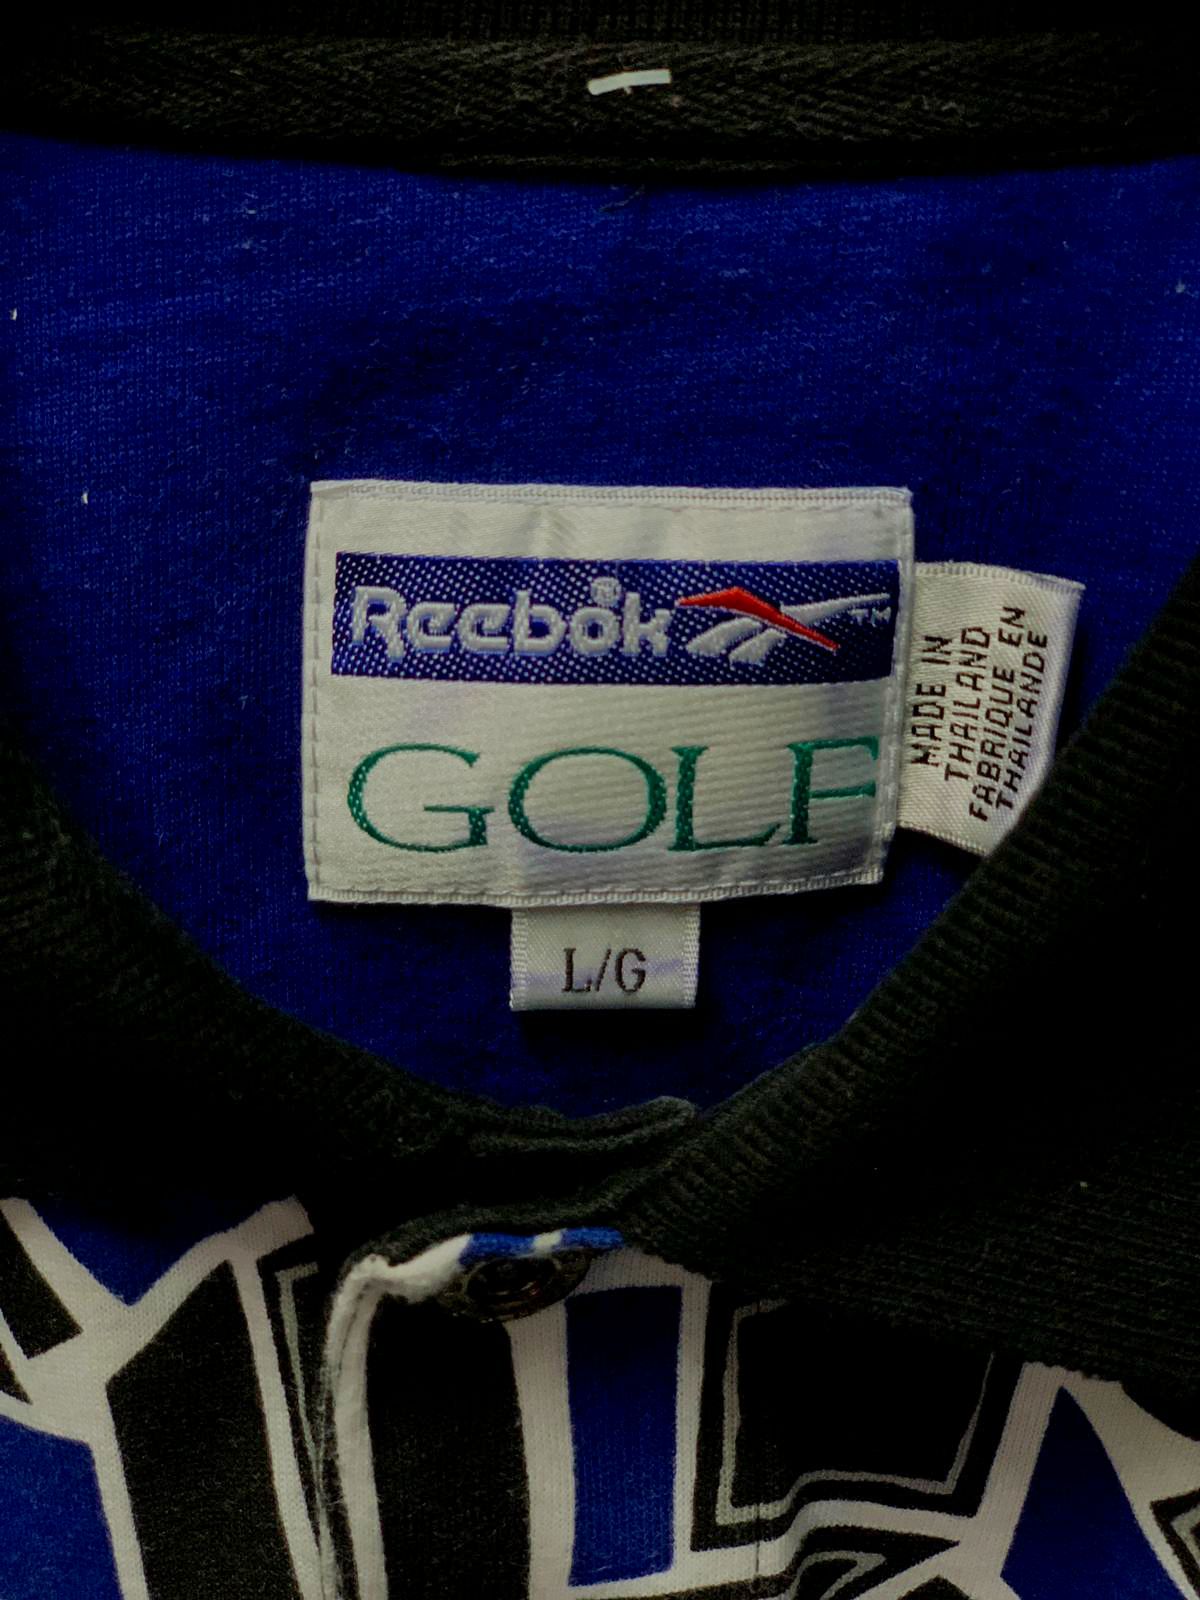 Reebok ™
GOLF
L/G
MADE IN
THAILAND
FABRIQUE EN
THAILANDE